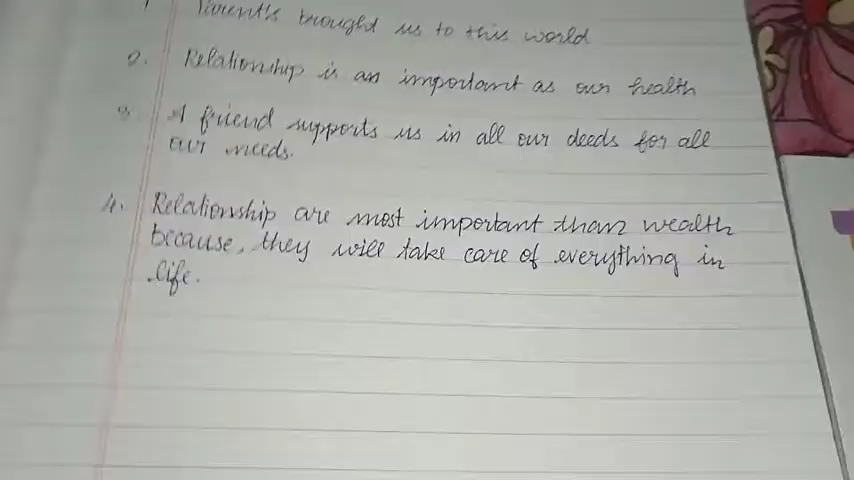 1 Parent's brought us to this world
2. Relationship is an important as our health
3. A friend supports us in all our deeds for all
our needs.
4. Relationship are most important than wealth
because, they will take care of everything in
life.